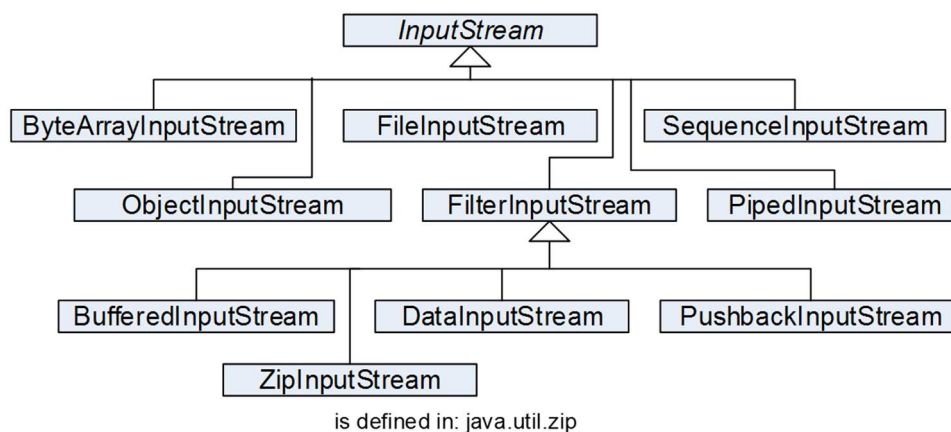 InputStream
ByteArrayInputStream
FileInputStream
SequenceInputStream
ObjectInputStream
FilterInputStream
PipedInputStream
BufferedInputStream
DataInputStream
PushbackInputStream
ZipInputStream
is defined in: java.util.zip